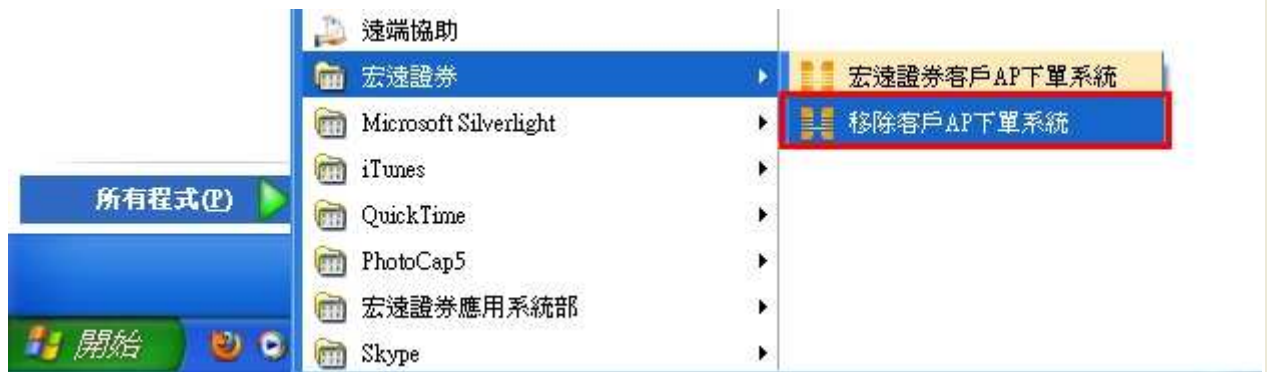 遠端協助
宏遠證券
宏遠證券客戶AP下單系統
移除客戶AP下單系統
Microsoft Silverlight
iTunes
QuickTime
PhotoCap5
宏遠證券應用系統部
Skype
所有程式(P)
開始